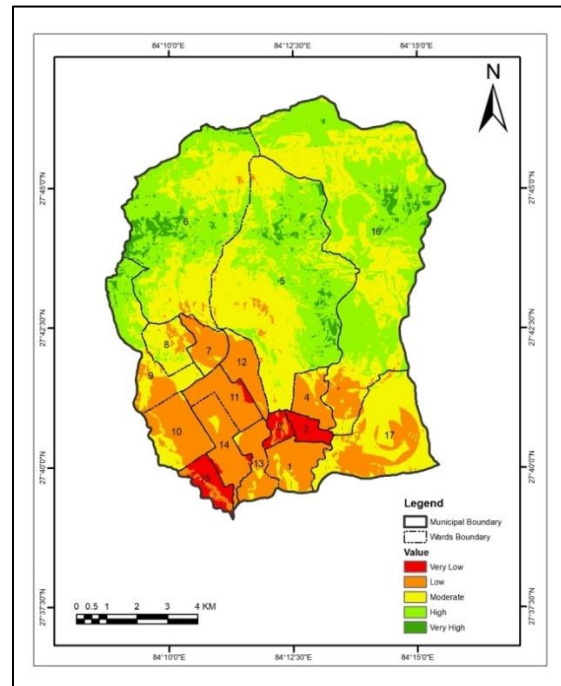 84°10'0"E 84°12'30"E 84°15'0"E
N
27°45'0"N 27°45'0"N
6 16
5
27°42'30"N 27°42'30"N
8 7 12
9 4
11
10 2 17
14
27°40'0"N 13 1 27°40'0"N
Legend
Municipal Boundary
Wards Boundary
Value
Very Low
Low
Moderate
High
Very High
0 0.5 1 2 3 4 KM
27°37'30"N 27°37'30"N
84°10'0"E 84°12'30"E 84°15'0"E